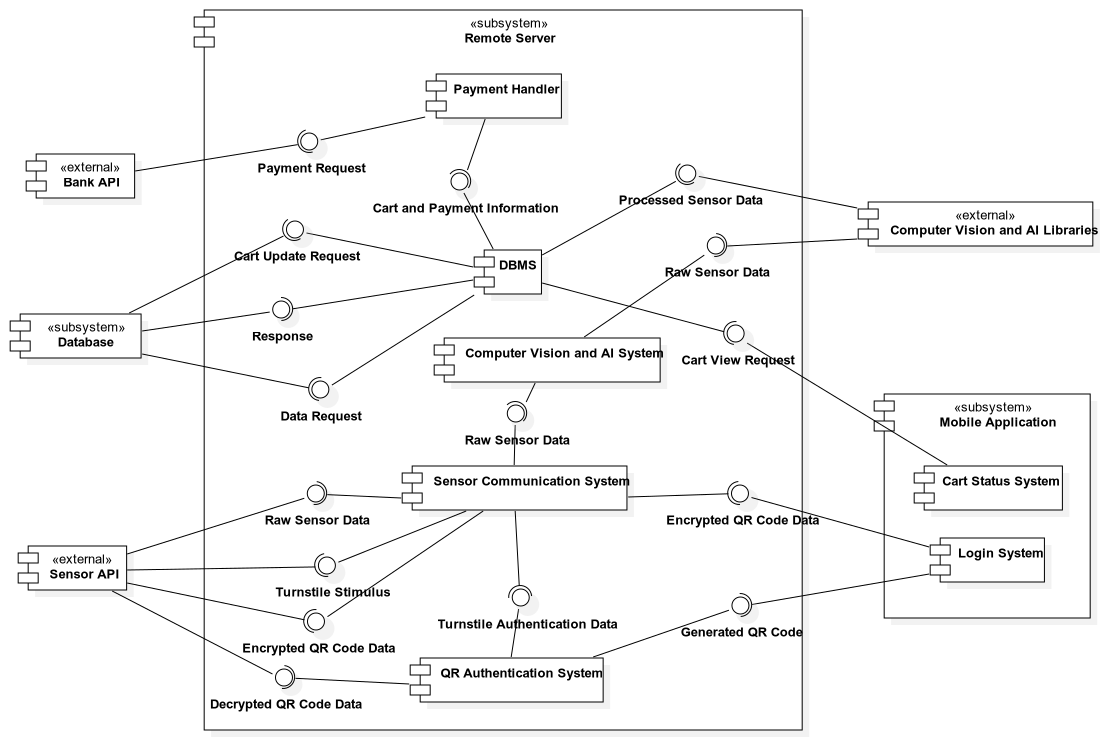 «subsystem»
Remote Server
Payment Handler
Payment Request
«external»
Bank API
Cart and Payment Information
Processed Sensor Data
«external»
Computer Vision and AI Libraries
Cart Update Request
DBMS
Raw Sensor Data
«subsystem»
Database
Response
Computer Vision and AI System
Cart View Request
Data Request
«subsystem»
Mobile Application
Raw Sensor Data
Sensor Communication System
Cart Status System
Raw Sensor Data
Encrypted QR Code Data
«external»
Sensor API
Login System
Turnstile Stimulus
Turnstile Authentication Data
Generated QR Code
Encrypted QR Code Data
QR Authentication System
Decrypted QR Code Data